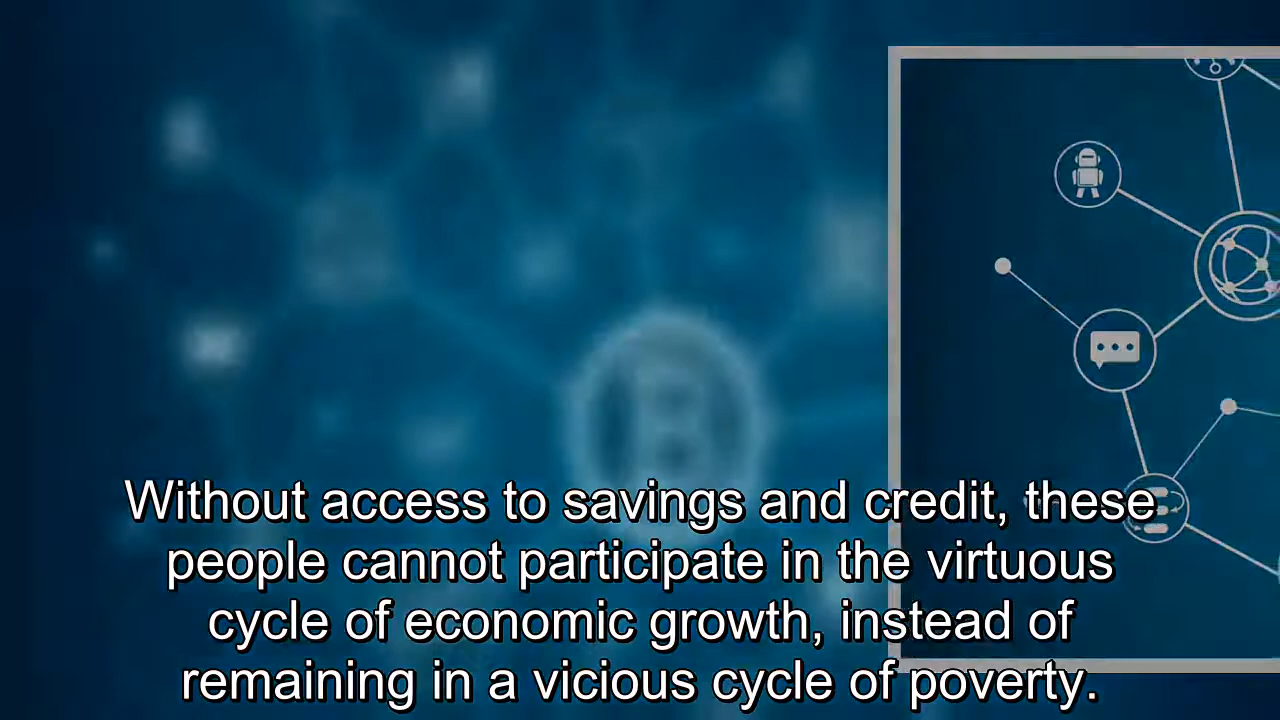 Without access to savings and credit, these
people cannot participate in the virtuous
cycle of economic growth, instead of
remaining in a vicious cycle of poverty.